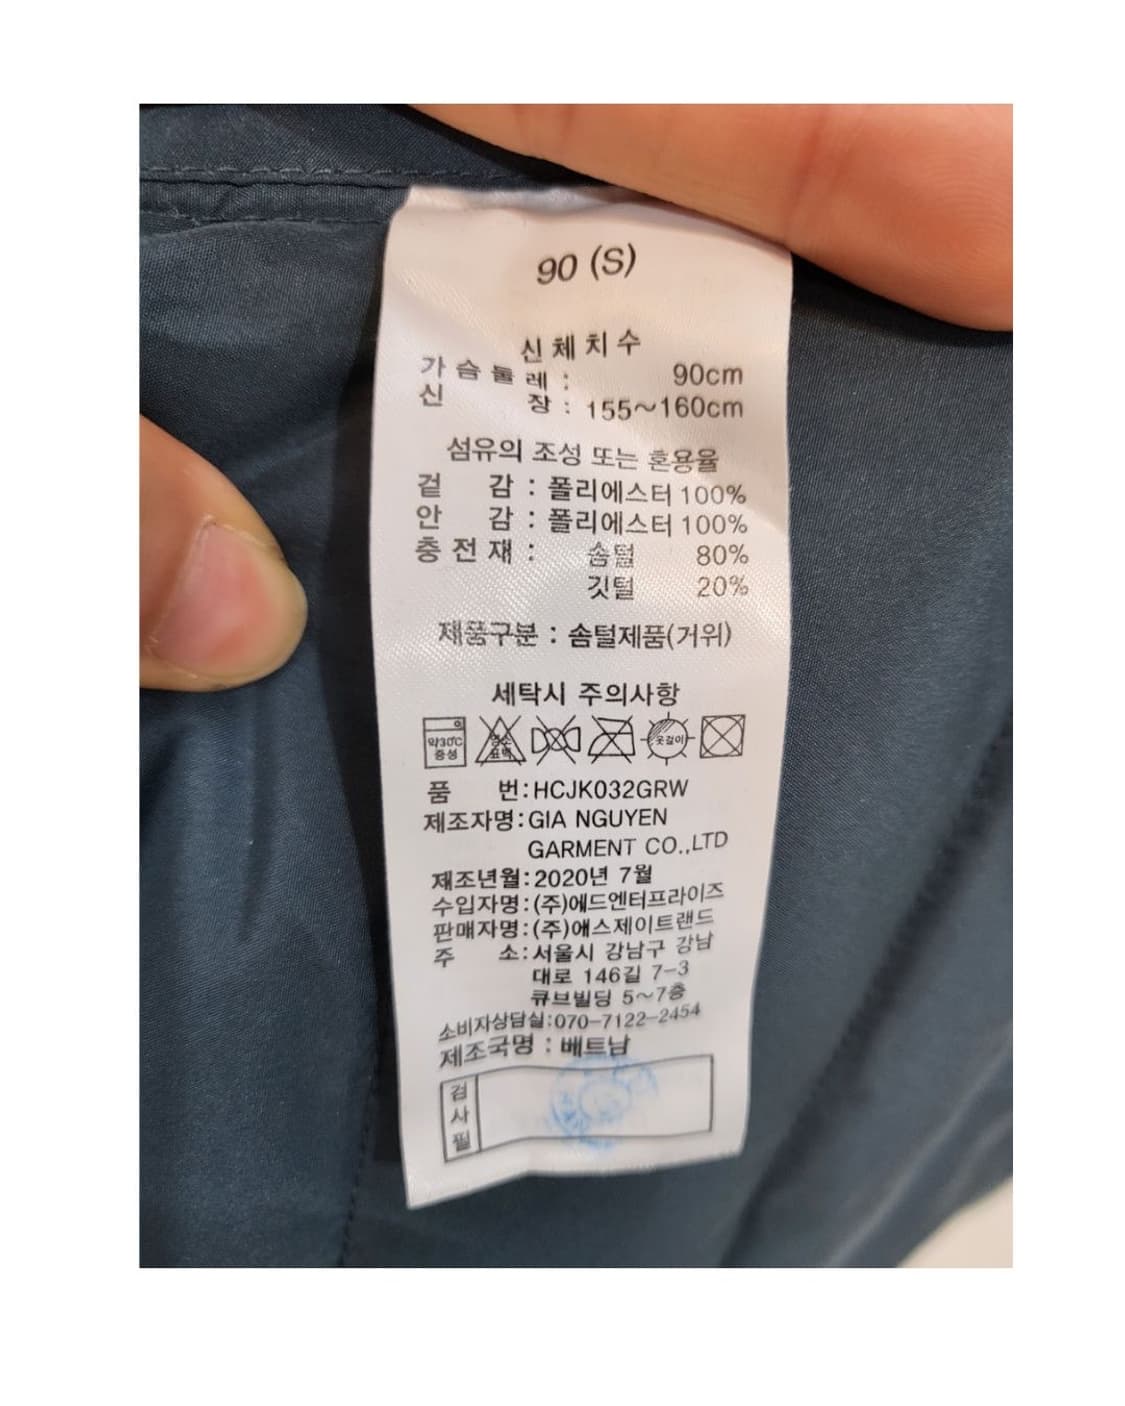 90 (S)
신체치수
가슴둘레 : 90cm
신 장 : 155~160cm
섬유의 조성 또는 혼용율
겉 감 : 폴리에스터 100%
안 감 : 폴리에스터 100%
충전재 : 솜털 80%
깃털 20%
제품구분 : 솜털제품(거위)
세탁시 주의사항
약30℃ 중성 염소 표백 옷걸이
품 번:HCJK032GRW
제조자명:GIA NGUYEN
GARMENT CO.,LTD
제조년월:2020년 7월
수입자명:(주)에드엔터프라이즈
판매자명:(주)에스제이트랜드
주 소:서울시 강남구 강남
대로 146길 7-3
큐브빌딩 5~7층
소비자상담실:070-7122-2454
제조국명 : 베트남
검사필